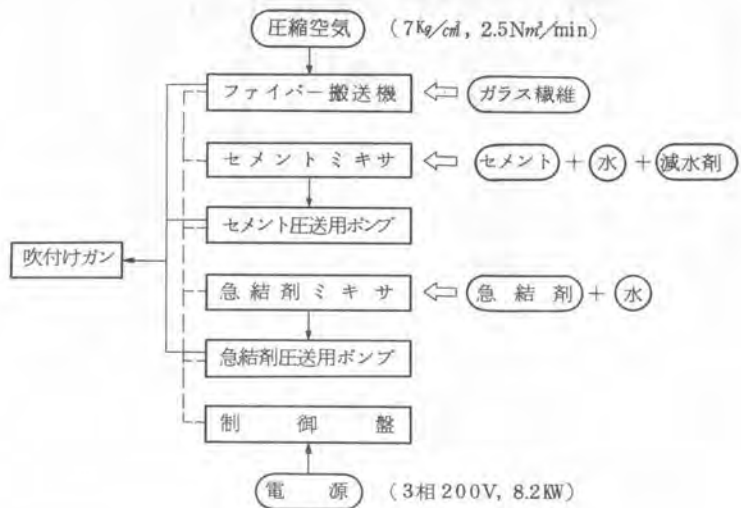 圧縮空気 (7Kg/c㎡, 2.5N㎥/min)
ファイバー搬送機 ⇦ ガラス繊維
セメントミキサ ⇦ セメント + 水 + 減水剤
セメント圧送用ポンプ
吹付けガン
急結剤ミキサ ⇦ 急結剤 + 水
急結剤圧送用ポンプ
制御盤
電源 (3相200V, 8.2KW)